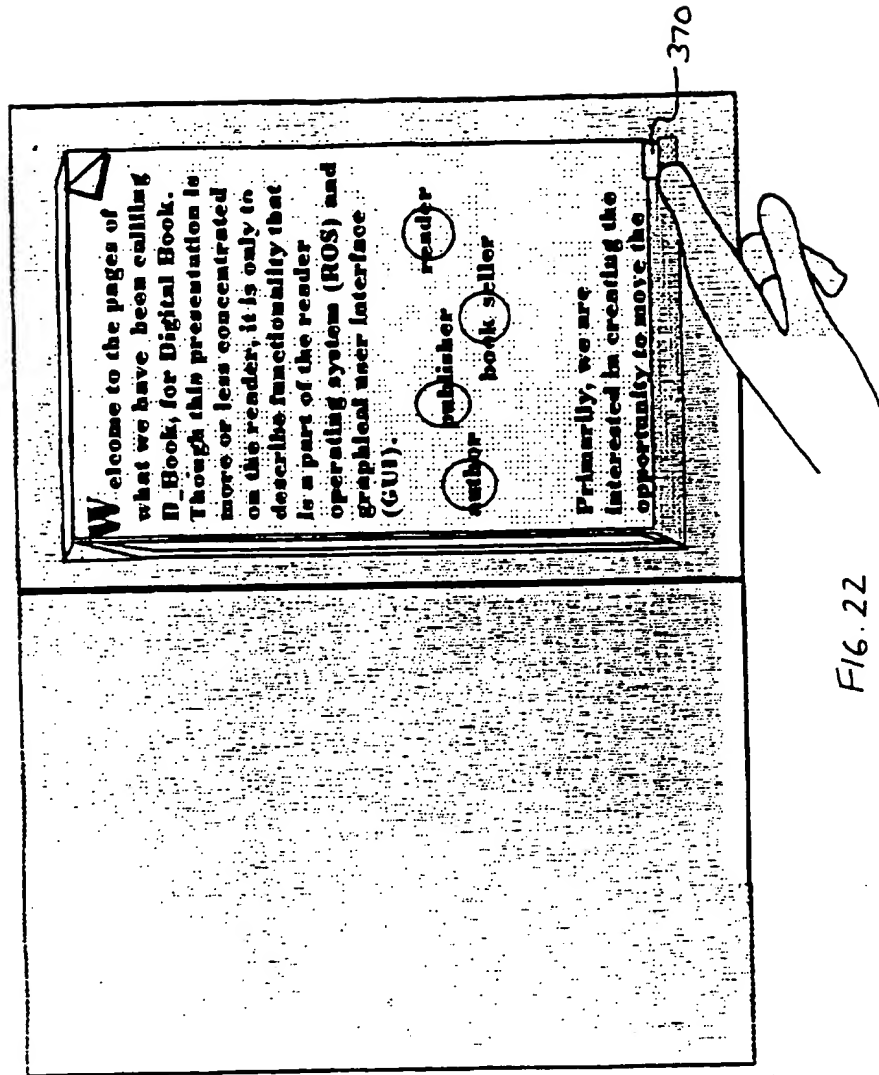 Welcome to the pages of
what we have been calling
D_Book, for Digital Book.
Though this presentation is
more or less concentrated
on the reader, it is only to
describe functionality that
is a part of the reader
operating system (ROS) and
graphical user interface
(GUI).
author
publisher
book seller
reader
Primarily, we are
interested in creating the
opportunity to move the
370
FIG. 22